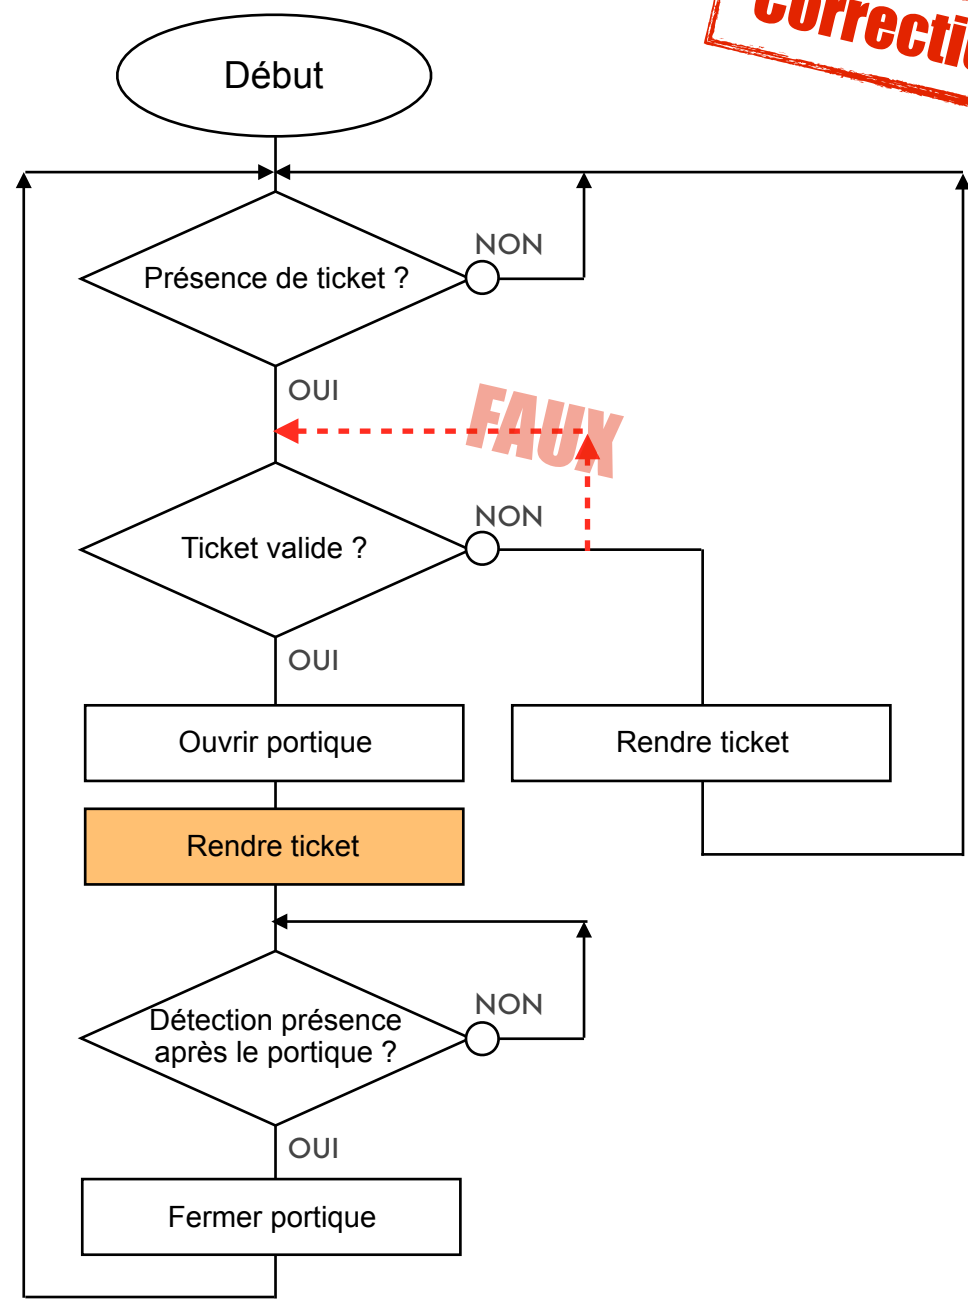 Début
Présence de ticket ?
NON
OUI
FAUX
Ticket valide ?
NON
OUI
Ouvrir portique
Rendre ticket
Rendre ticket
Détection présence
après le portique ?
NON
OUI
Fermer portique